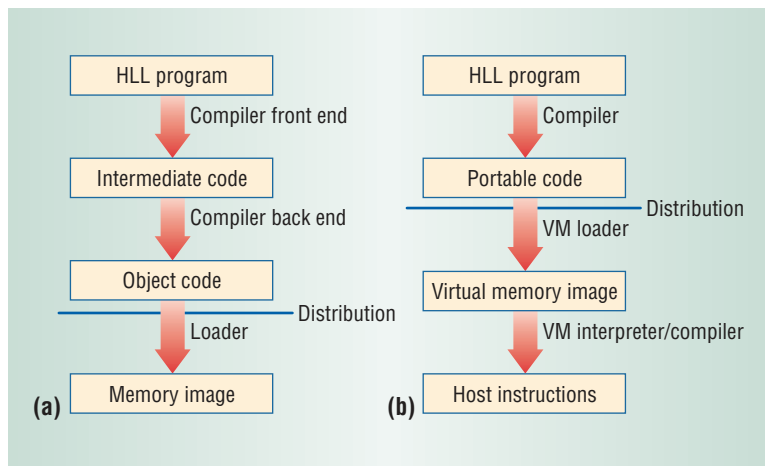 HLL program
Compiler front end
Intermediate code
Compiler back end
Object code
Distribution
Loader
Memory image
(a)
HLL program
Compiler
Portable code
Distribution
VM loader
Virtual memory image
VM interpreter/compiler
Host instructions
(b)